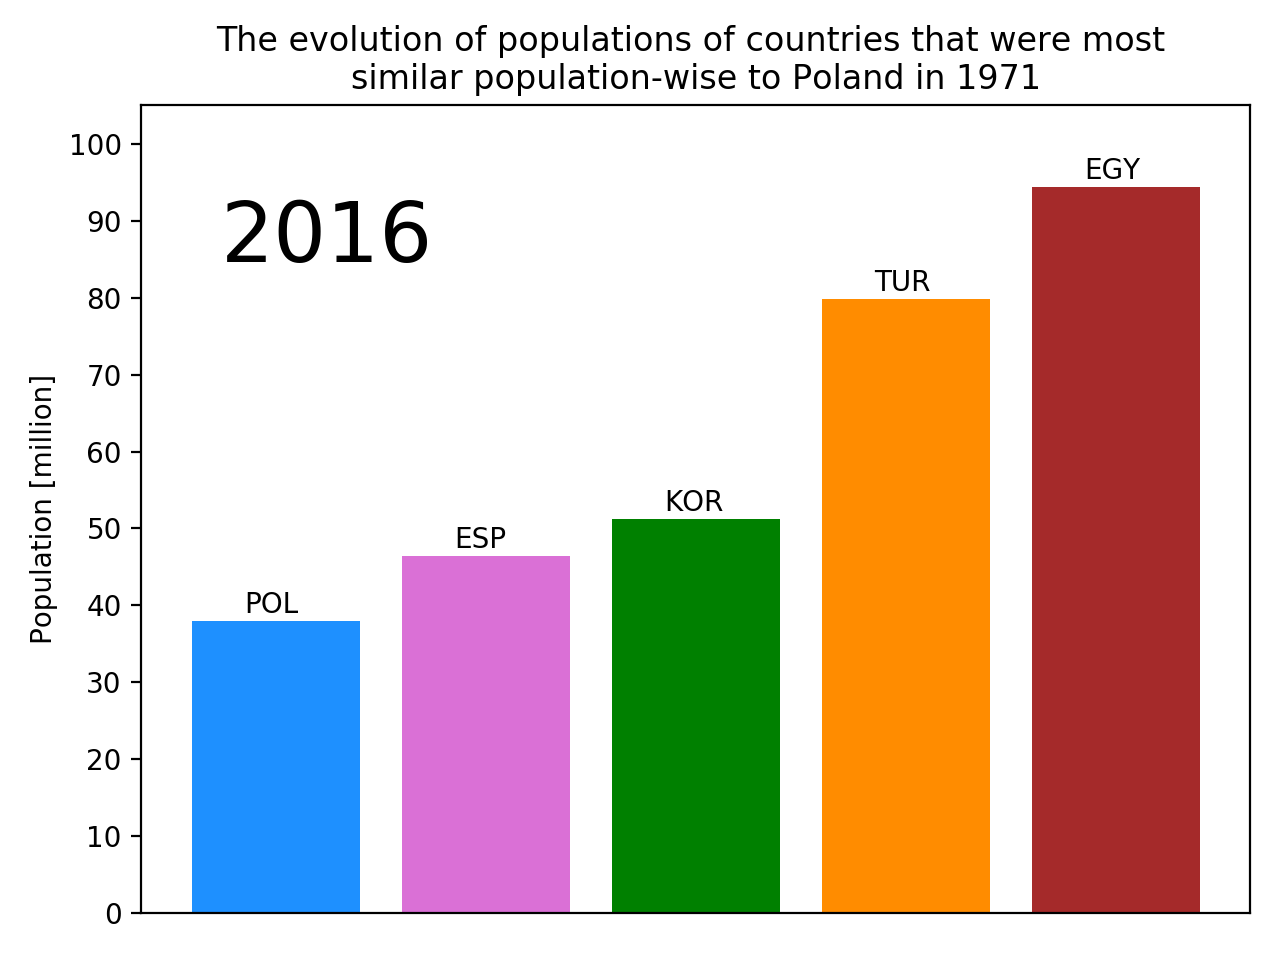 The evolution of populations of countries that were most
similar population-wise to Poland in 1971
2016
Population [million]
100
90
80
70
60
50
40
30
20
10
0
POL
ESP
KOR
TUR
EGY